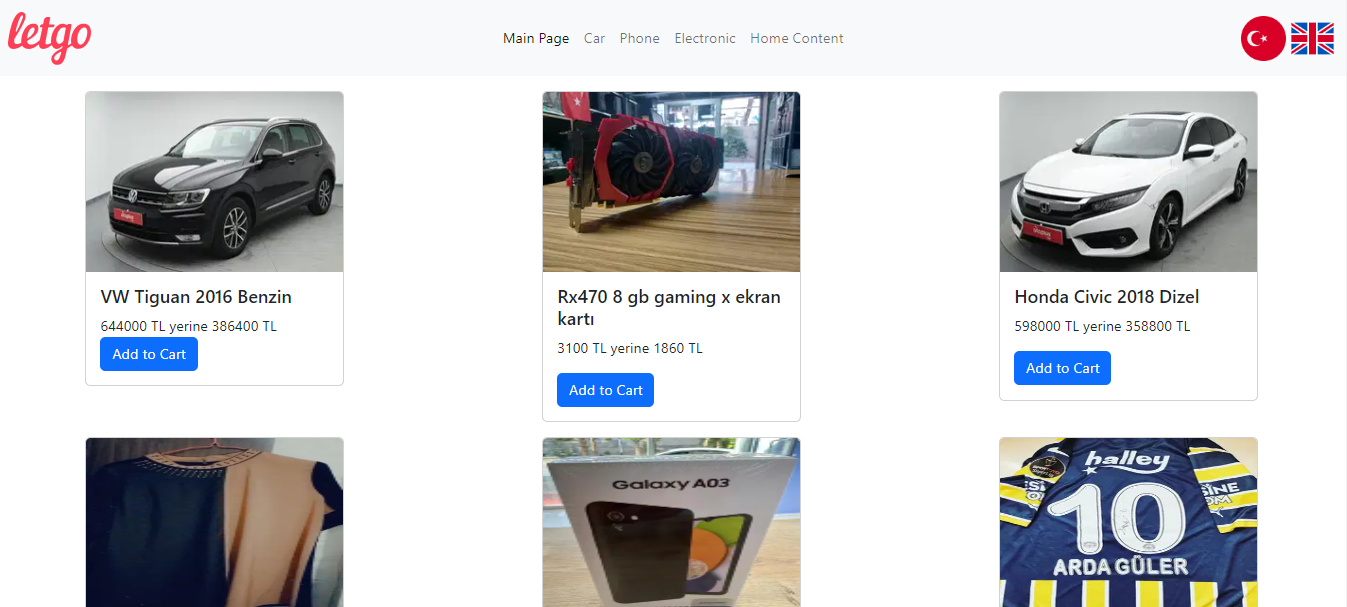 letgo
Main Page Car Phone Electronic Home Content
VW Tiguan 2016 Benzin
644000 TL yerine 386400 TL
Add to Cart
Rx470 8 gb gaming x ekran
kartı
3100 TL yerine 1860 TL
Add to Cart
Honda Civic 2018 Dizel
598000 TL yerine 358800 TL
Add to Cart
Galaxy A03
halley
10
ARDA GÜLER